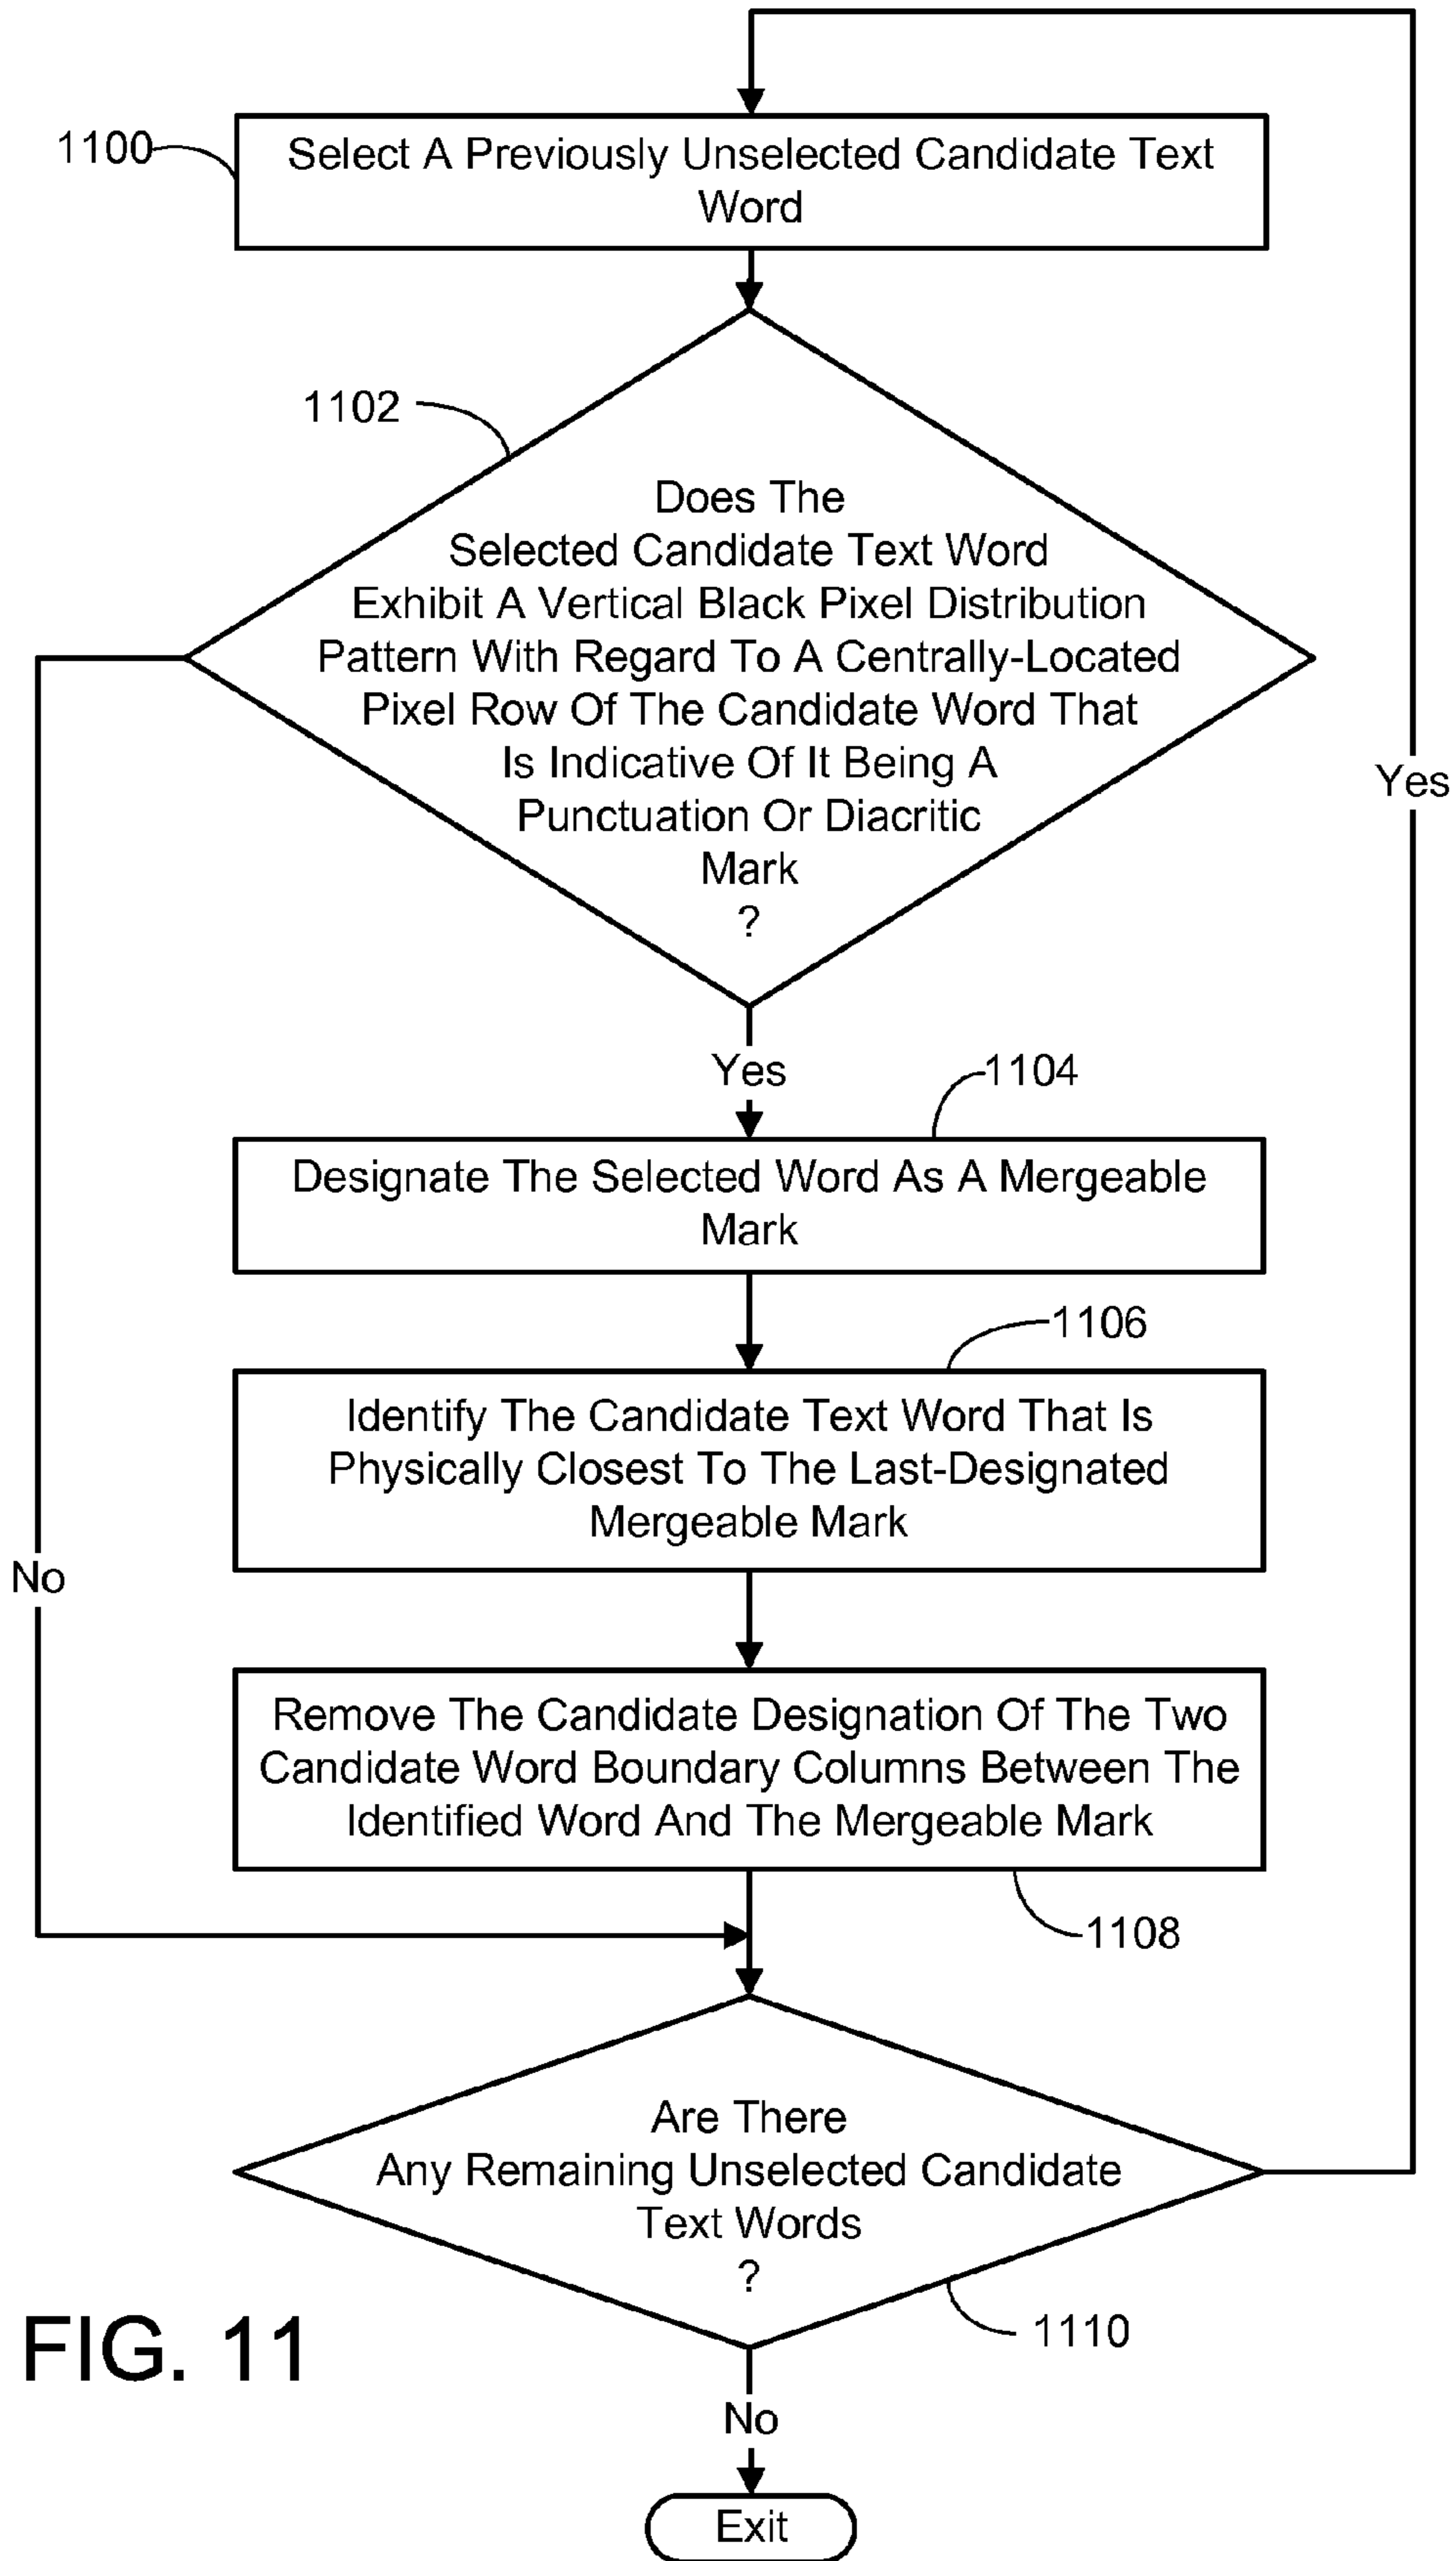 1100
Select A Previously Unselected Candidate Text
Word
1102
Does The
Selected Candidate Text Word
Exhibit A Vertical Black Pixel Distribution
Pattern With Regard To A Centrally-Located
Pixel Row Of The Candidate Word That
Is Indicative Of It Being A
Punctuation Or Diacritic
Mark
?
Yes
Yes
1104
Designate The Selected Word As A Mergeable
Mark
1106
Identify The Candidate Text Word That Is
Physically Closest To The Last-Designated
Mergeable Mark
No
Remove The Candidate Designation Of The Two
Candidate Word Boundary Columns Between The
Identified Word And The Mergeable Mark
1108
Are There
Any Remaining Unselected Candidate
Text Words
?
1110
FIG. 11
No
Exit